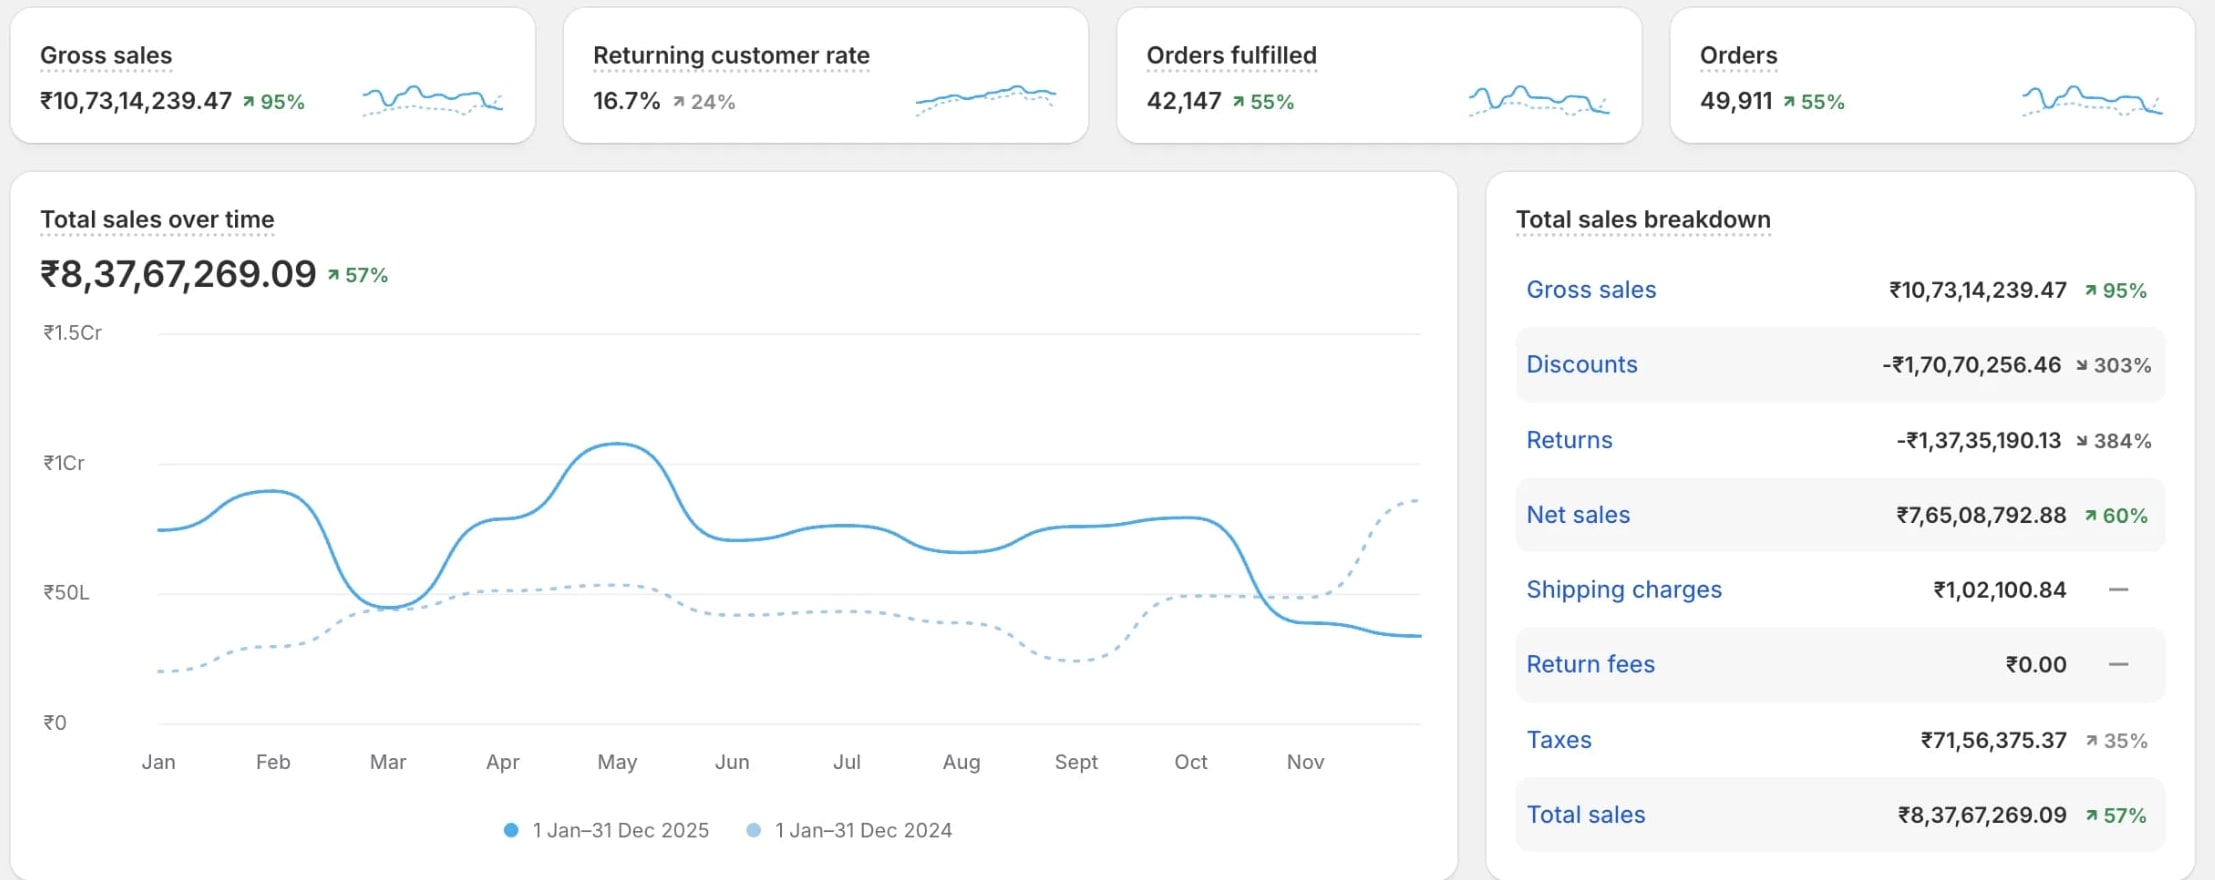 Gross sales
₹10,73,14,239.47 ↗ 95%
Returning customer rate
16.7% ↗ 24%
Orders fulfilled
42,147 ↗ 55%
Orders
49,911 ↗ 55%
Total sales over time
₹8,37,67,269.09 ↗ 57%
₹1.5Cr
₹1Cr
₹50L
₹0
Jan Feb Mar Apr May Jun Jul Aug Sept Oct Nov
1 Jan–31 Dec 2025 1 Jan–31 Dec 2024
Total sales breakdown
Gross sales ₹10,73,14,239.47 ↗ 95%
Discounts -₹1,70,70,256.46 ↘ 303%
Returns -₹1,37,35,190.13 ↘ 384%
Net sales ₹7,65,08,792.88 ↗ 60%
Shipping charges ₹1,02,100.84 —
Return fees ₹0.00 —
Taxes ₹71,56,375.37 ↗ 35%
Total sales ₹8,37,67,269.09 ↗ 57%